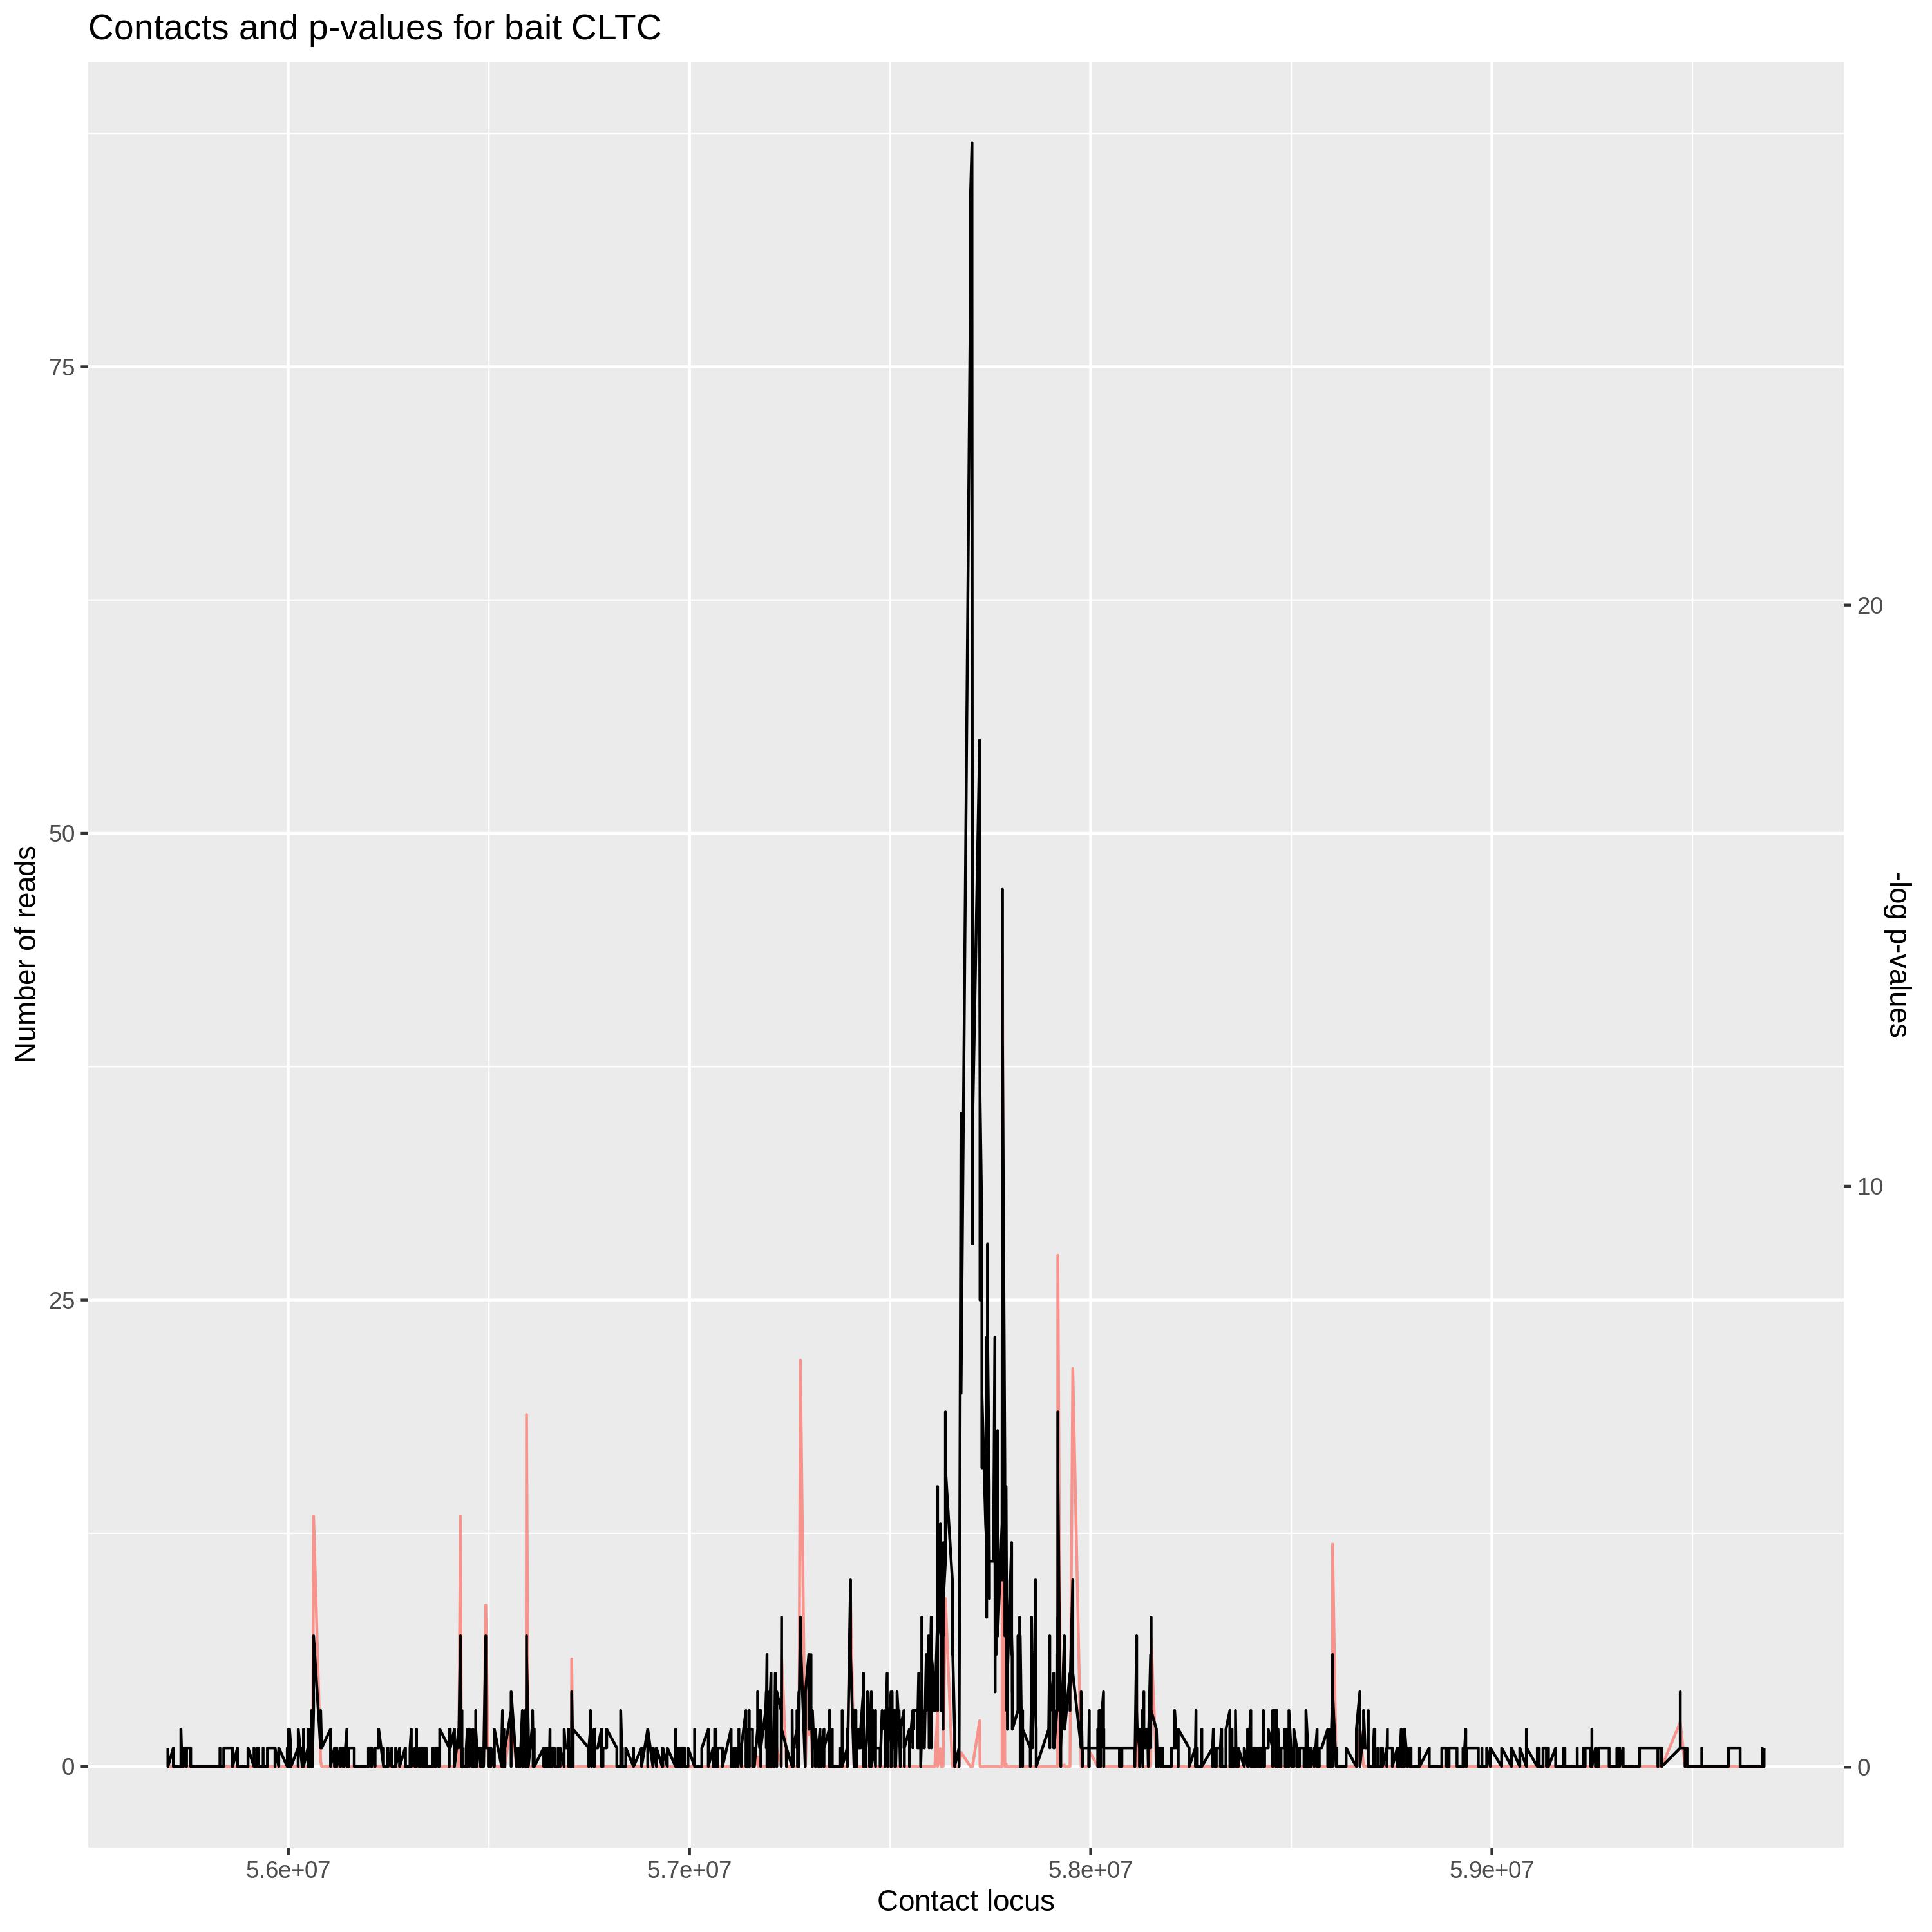 Contacts and p-values for bait CLTC
75
50
25
0
Number of reads
20
10
0
-log p-values
5.6e+07
5.7e+07
5.8e+07
5.9e+07
Contact locus